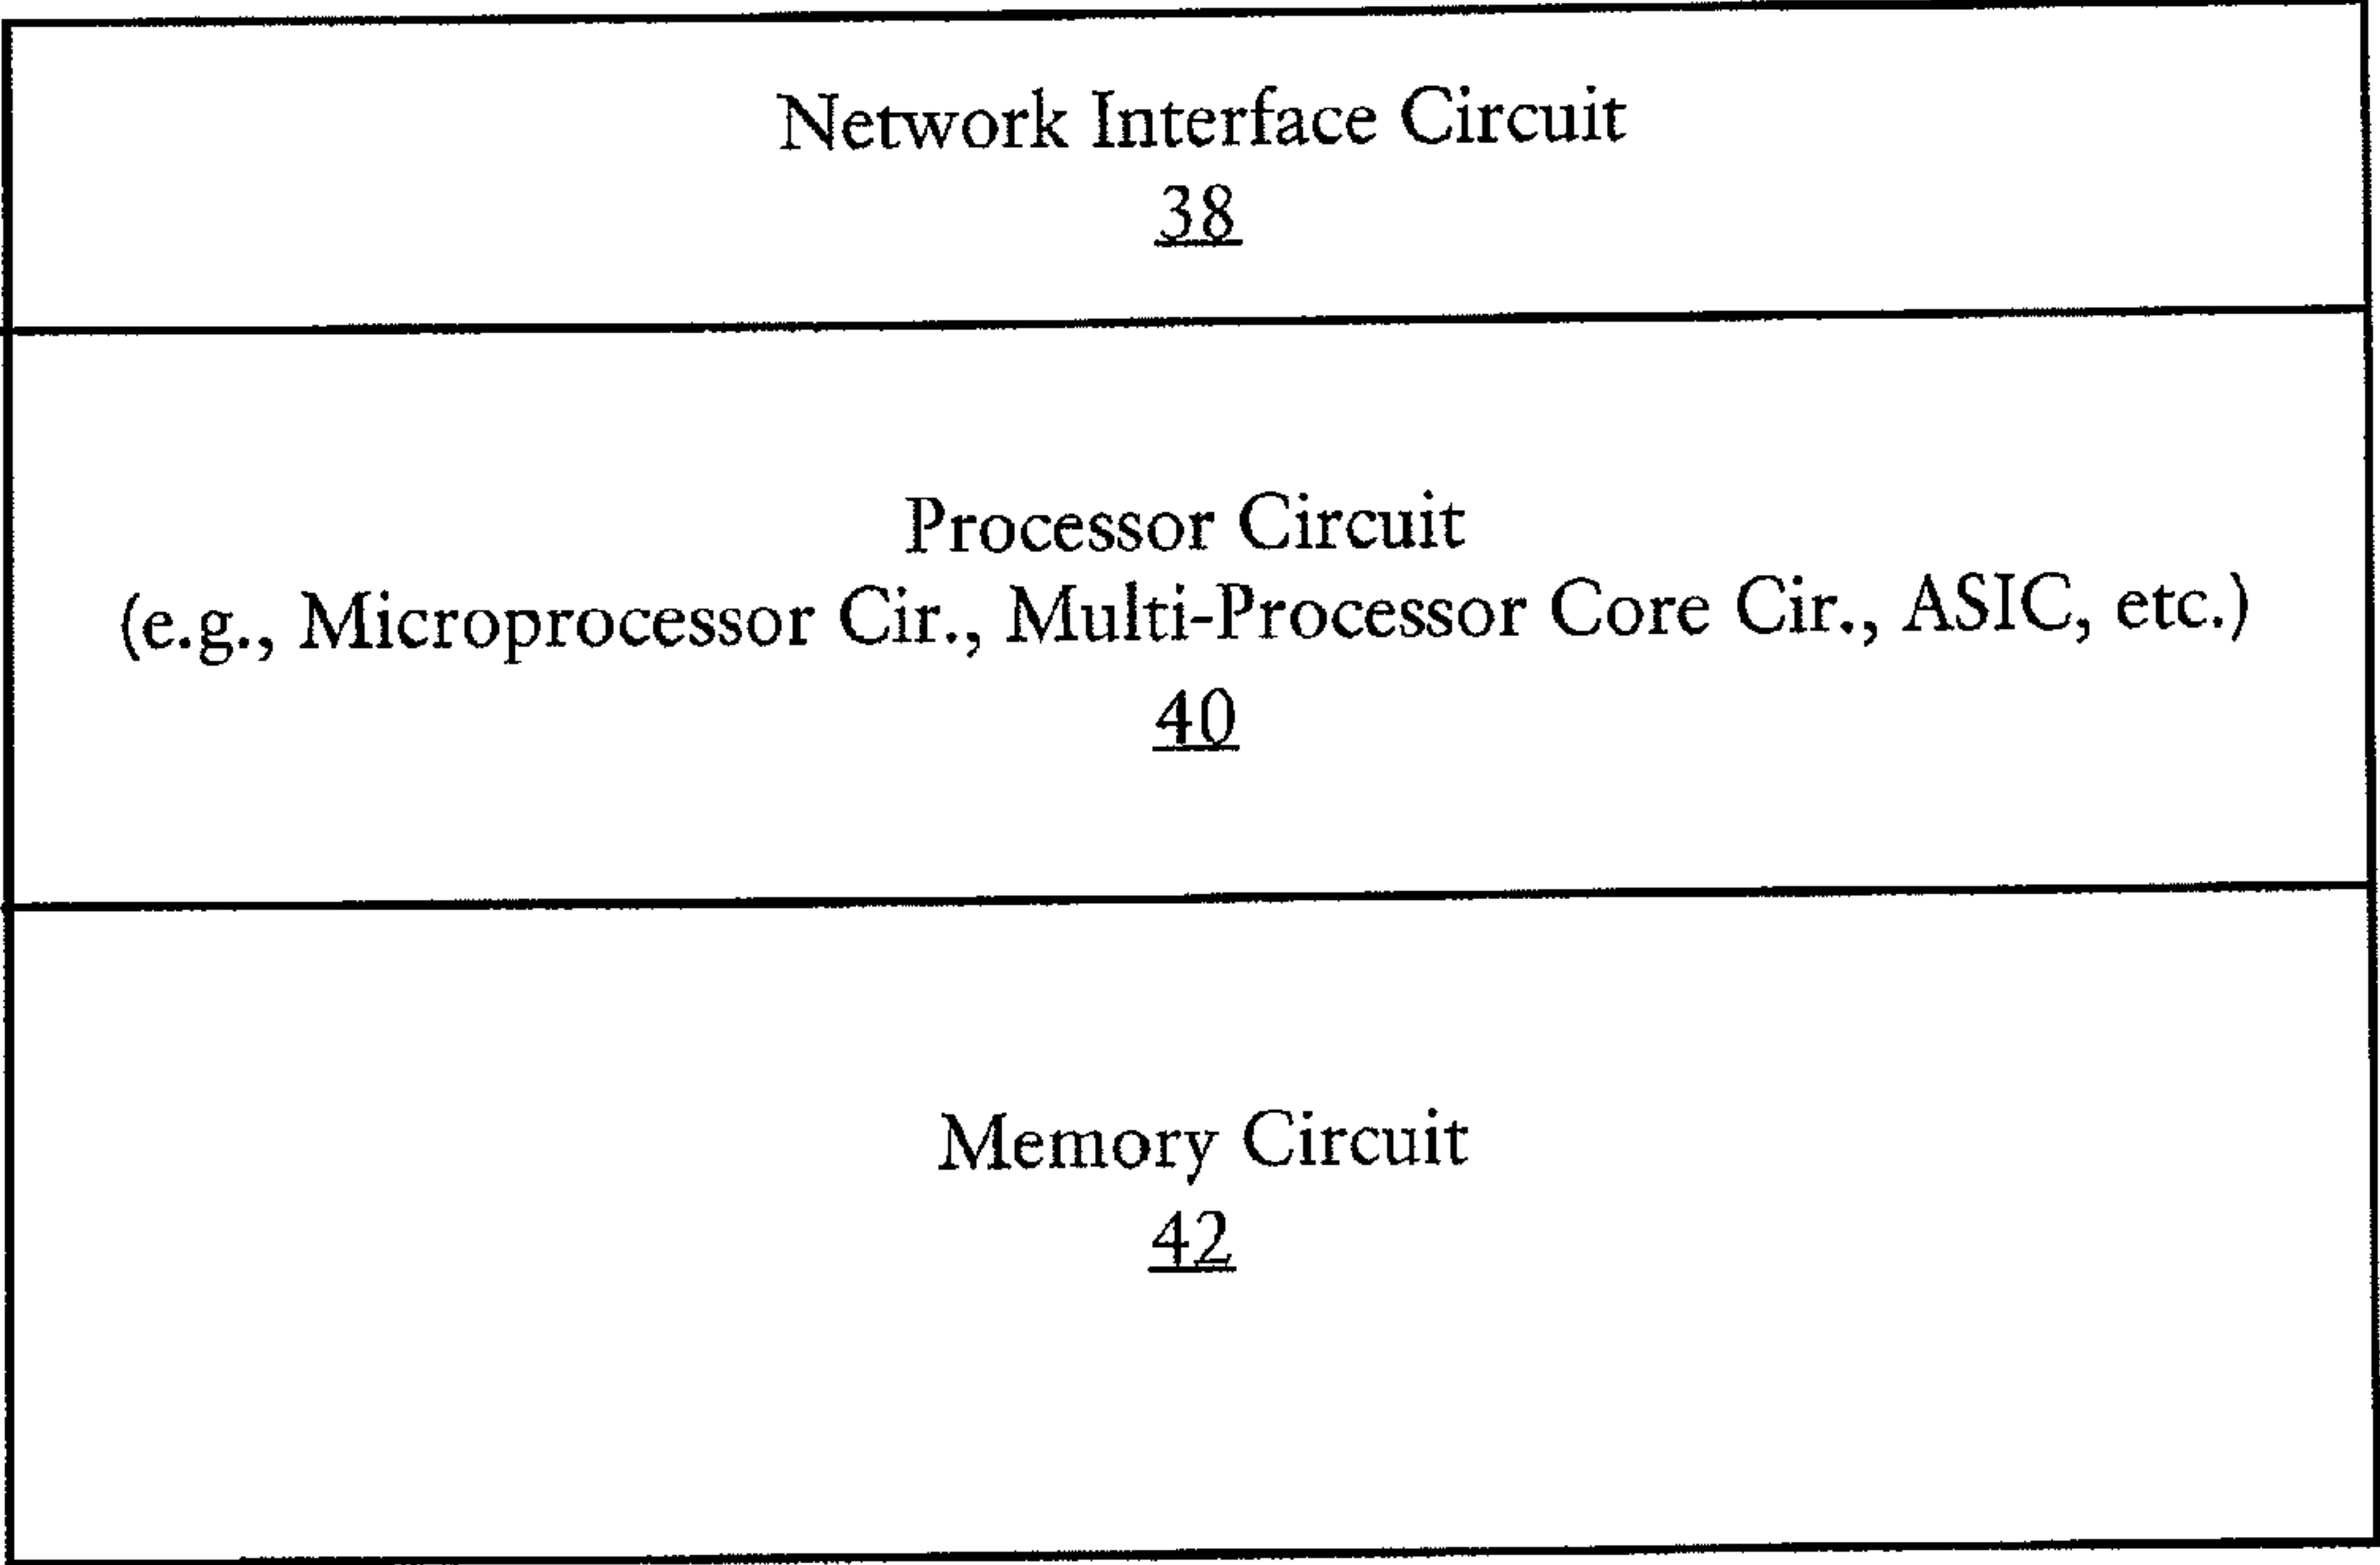 Network Interface Circuit
38
Processor Circuit
(e.g., Microprocessor Cir., Multi-Processor Core Cir., ASIC, etc.)
40
Memory Circuit
42